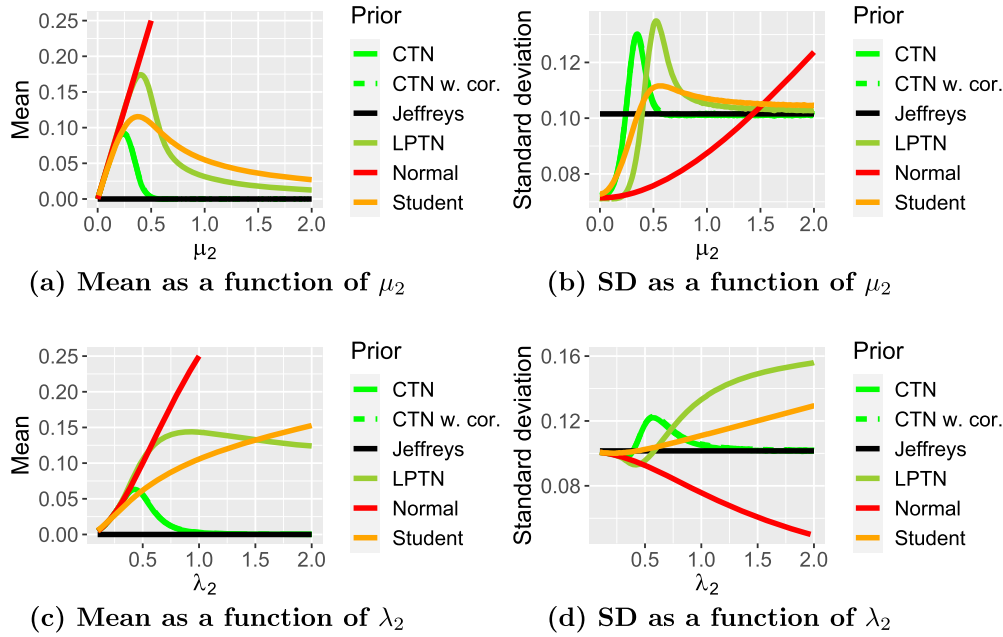 Mean
0.25
0.20
0.15
0.10
0.05
0.00
0.0 0.5 1.0 1.5 2.0
μ2
Prior
CTN
CTN w. cor.
Jeffreys
LPTN
Normal
Student
(a) Mean as a function of μ2
Standard deviation
0.12
0.10
0.08
0.0 0.5 1.0 1.5 2.0
μ2
Prior
CTN
CTN w. cor.
Jeffreys
LPTN
Normal
Student
(b) SD as a function of μ2
Mean
0.25
0.20
0.15
0.10
0.05
0.00
0.5 1.0 1.5 2.0
λ2
Prior
CTN
CTN w. cor.
Jeffreys
LPTN
Normal
Student
(c) Mean as a function of λ2
Standard deviation
0.16
0.12
0.08
0.5 1.0 1.5 2.0
λ2
Prior
CTN
CTN w. cor.
Jeffreys
LPTN
Normal
Student
(d) SD as a function of λ2